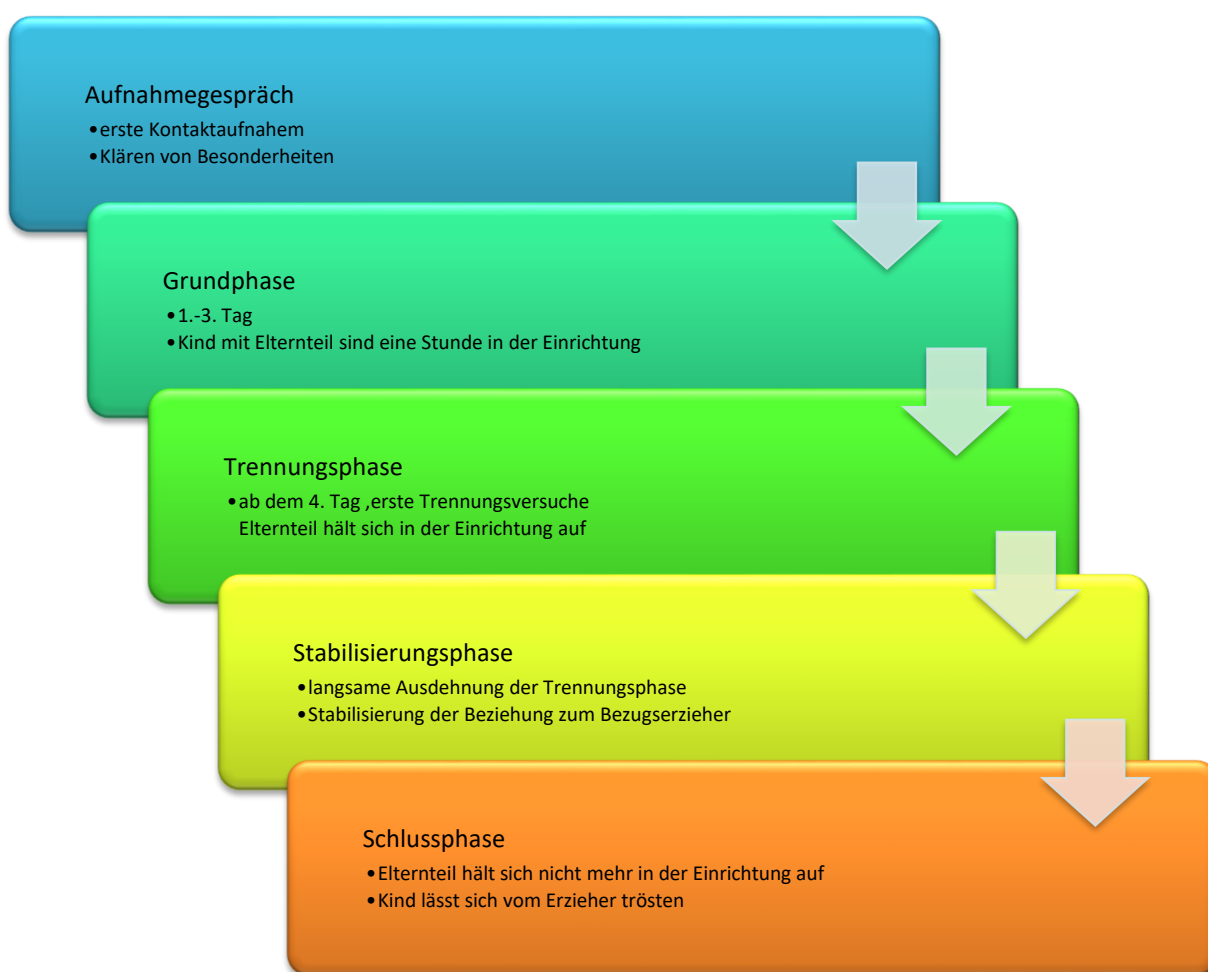 Aufnahmegespräch
•erste Kontaktaufnahem
•Klären von Besonderheiten
Grundphase
•1.-3. Tag
•Kind mit Elternteil sind eine Stunde in der Einrichtung
Trennungsphase
•ab dem 4. Tag ,erste Trennungsversuche
Elternteil hält sich in der Einrichtung auf
Stabilisierungsphase
•langsame Ausdehnung der Trennungsphase
•Stabilisierung der Beziehung zum Bezugserzieher
Schlussphase
•Elternteil hält sich nicht mehr in der Einrichtung auf
•Kind lässt sich vom Erzieher trösten